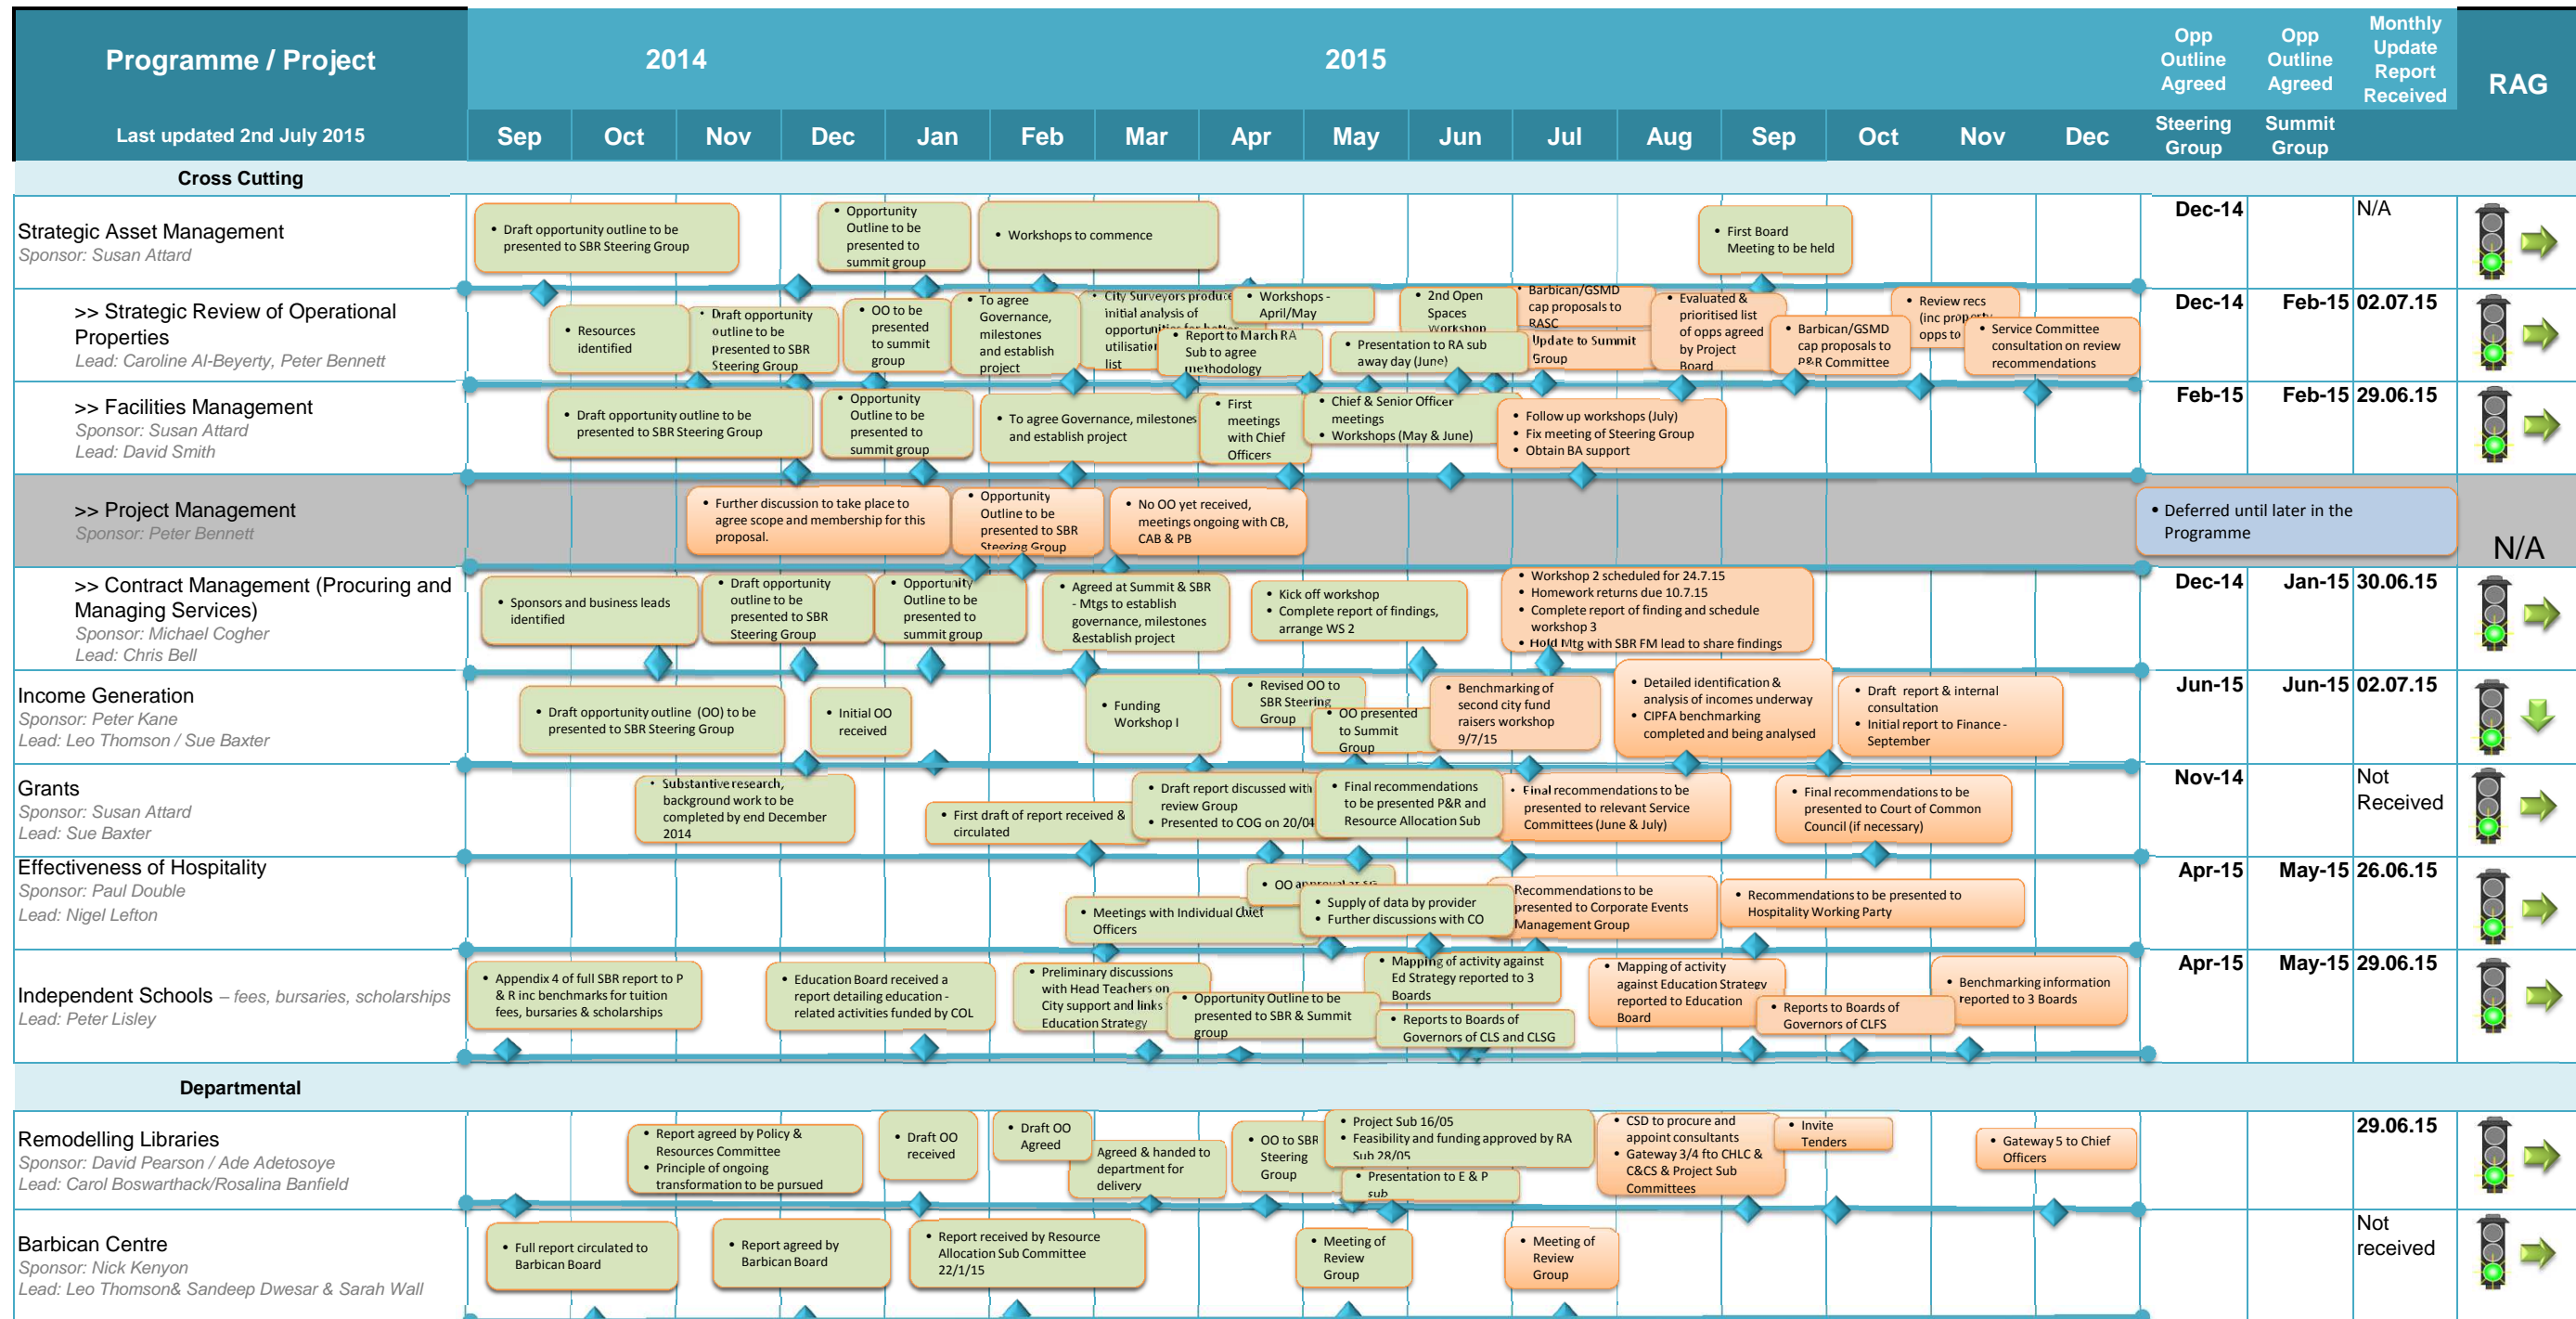 Programme / Project
2014
2015
Opp
Outline
Agreed
Opp
Outline
Agreed
Monthly
Update
Report
Received
RAG
Last updated 2nd July 2015
Sep Oct Nov Dec Jan Feb Mar Apr May Jun Jul Aug Sep Oct Nov Dec
Steering
Group
Summit
Group
Cross Cutting
Strategic Asset Management
Sponsor: Susan Attard
• Draft opportunity outline to be
presented to SBR Steering Group
• Opportunity
Outline to be
presented to
summit group
• Workshops to commence
• First Board
Meeting to be held
Dec-14
N/A
>> Strategic Review of Operational
Properties
Lead: Caroline Al-Beyerty, Peter Bennett
• Resources
identified
• Draft opportunity
outline to be
presented to SBR
Steering Group
• OO to be
presented
to summit
group
• To agree
Governance,
milestones
and establish
project
• City Surveyors produce
initial analysis of
opportunities for better
utilisation
list
• Report to March RA
Sub to agree
methodology
• Workshops -
April/May
• 2nd Open
Spaces
Workshop
• Presentation to RA sub
away day (June)
• Barbican/GSMD
cap proposals to
RASC
Update to Summit
Group
• Evaluated &
prioritised list
of opps agreed
by Project
Board
• Barbican/GSMD
cap proposals to
P&R Committee
• Review recs
(inc property
opps to
• Service Committee
consultation on review
recommendations
Dec-14
Feb-15
02.07.15
>> Facilities Management
Sponsor: Susan Attard
Lead: David Smith
• Draft opportunity outline to be
presented to SBR Steering Group
• Opportunity
Outline to be
presented to
summit group
• To agree Governance, milestones
and establish project
• First
meetings
with Chief
Officers
• Chief & Senior Officer
meetings
• Workshops (May & June)
• Follow up workshops (July)
• Fix meeting of Steering Group
• Obtain BA support
Feb-15
Feb-15
29.06.15
>> Project Management
Sponsor: Peter Bennett
• Further discussion to take place to
agree scope and membership for this
proposal.
• Opportunity
Outline to be
presented to SBR
Steering Group
• No OO yet received,
meetings ongoing with CB,
CAB & PB
• Deferred until later in the
Programme
N/A
>> Contract Management (Procuring and
Managing Services)
Sponsor: Michael Cogher
Lead: Chris Bell
• Sponsors and business leads
identified
• Draft opportunity
outline to be
presented to SBR
Steering Group
• Opportunity
Outline to be
presented to
summit group
• Agreed at Summit & SBR
- Mtgs to establish
governance, milestones
&establish project
• Kick off workshop
• Complete report of findings,
arrange WS 2
• Workshop 2 scheduled for 24.7.15
• Homework returns due 10.7.15
• Complete report of finding and schedule
workshop 3
• Hold Mtg with SBR FM lead to share findings
Dec-14
Jan-15
30.06.15
Income Generation
Sponsor: Peter Kane
Lead: Leo Thomson / Sue Baxter
• Draft opportunity outline (OO) to be
presented to SBR Steering Group
• Initial OO
received
• Funding
Workshop I
• Revised OO to
SBR Steering
Group
• OO presented
to Summit
Group
• Benchmarking of
second city fund
raisers workshop
9/7/15
• Detailed identification &
analysis of incomes underway
• CIPFA benchmarking
completed and being analysed
• Draft report & internal
consultation
• Initial report to Finance -
September
Jun-15
Jun-15
02.07.15
Grants
Sponsor: Susan Attard
Lead: Sue Baxter
• Substantive research,
background work to be
completed by end December
2014
• First draft of report received &
circulated
• Draft report discussed with
review Group
• Presented to COG on 20/04
• Final recommendations
to be presented P&R and
Resource Allocation Sub
• Final recommendations to be
presented to relevant Service
Committees (June & July)
• Final recommendations to be
presented to Court of Common
Council (if necessary)
Nov-14
Not
Received
Effectiveness of Hospitality
Sponsor: Paul Double
Lead: Nigel Lefton
• Meetings with Individual Chief
Officers
• OO approval at SG
• Supply of data by provider
• Further discussions with CO
Recommendations to be
presented to Corporate Events
Management Group
• Recommendations to be presented to
Hospitality Working Party
Apr-15
May-15
26.06.15
Independent Schools – fees, bursaries, scholarships
Lead: Peter Lisley
• Appendix 4 of full SBR report to P
& R inc benchmarks for tuition
fees, bursaries & scholarships
• Education Board received a
report detailing education -
related activities funded by COL
• Preliminary discussions
with Head Teachers on
City support and links
Education Strategy
• Opportunity Outline to be
presented to SBR & Summit
group
• Mapping of activity against
Ed Strategy reported to 3
Boards
• Reports to Boards of
Governors of CLS and CLSG
• Mapping of activity
against Education Strategy
reported to Education
Board
• Reports to Boards of
Governors of CLFS
• Benchmarking information
reported to 3 Boards
Apr-15
May-15
29.06.15
Departmental
Remodelling Libraries
Sponsor: David Pearson / Ade Adetosoye
Lead: Carol Boswarthack/Rosalina Banfield
• Report agreed by Policy &
Resources Committee
• Principle of ongoing
transformation to be pursued
• Draft OO
received
• Draft OO
Agreed
Agreed & handed to
department for
delivery
• OO to SBR
Steering
Group
• Project Sub 16/05
• Feasibility and funding approved by RA
Sub 28/05
• Presentation to E & P
sub
• CSD to procure and
appoint consultants
• Gateway 3/4 fto CHLC &
C&CS & Project Sub
Committees
• Invite
Tenders
• Gateway 5 to Chief
Officers
29.06.15
Barbican Centre
Sponsor: Nick Kenyon
Lead: Leo Thomson& Sandeep Dwesar & Sarah Wall
• Full report circulated to
Barbican Board
• Report agreed by
Barbican Board
• Report received by Resource
Allocation Sub Committee
22/1/15
• Meeting of
Review
Group
• Meeting of
Review
Group
Not
received